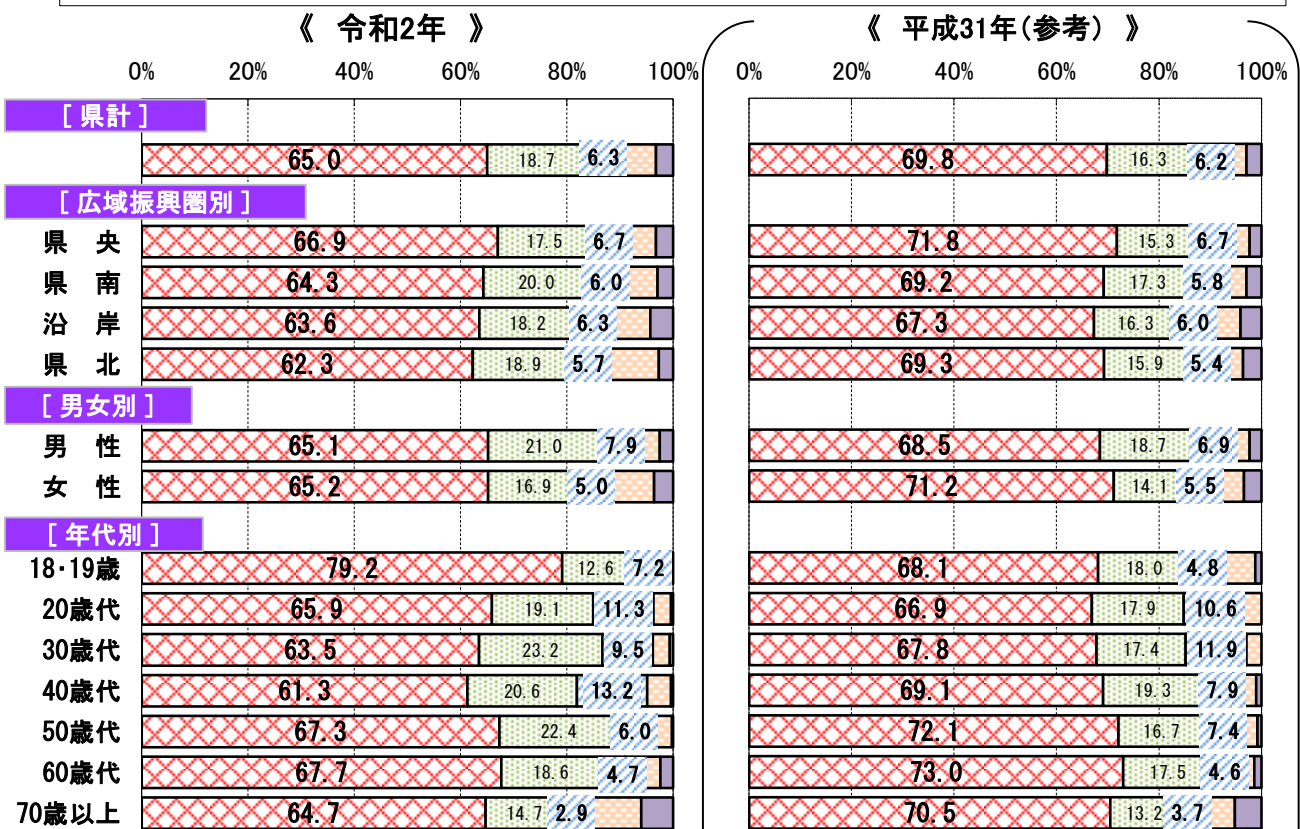 《 令和2年 》 《 平成31年(参考) 》
0% 20% 40% 60% 80% 100% 0% 20% 40% 60% 80% 100%
[ 県計 ]
65.0 18.7 6.3 69.8 16.3 6.2
[ 広域振興圏別 ]
県 央 66.9 17.5 6.7 71.8 15.3 6.7
県 南 64.3 20.0 6.0 69.2 17.3 5.8
沿 岸 63.6 18.2 6.3 67.3 16.3 6.0
県 北 62.3 18.9 5.7 69.3 15.9 5.4
[ 男女別 ]
男 性 65.1 21.0 7.9 68.5 18.7 6.9
女 性 65.2 16.9 5.0 71.2 14.1 5.5
[ 年代別 ]
18・19歳 79.2 12.6 7.2 68.1 18.0 4.8
20歳代 65.9 19.1 11.3 66.9 17.9 10.6
30歳代 63.5 23.2 9.5 67.8 17.4 11.9
40歳代 61.3 20.6 13.2 69.1 19.3 7.9
50歳代 67.3 22.4 6.0 72.1 16.7 7.4
60歳代 67.7 18.6 4.7 73.0 17.5 4.6
70歳以上 64.7 14.7 2.9 70.5 13.2 3.7